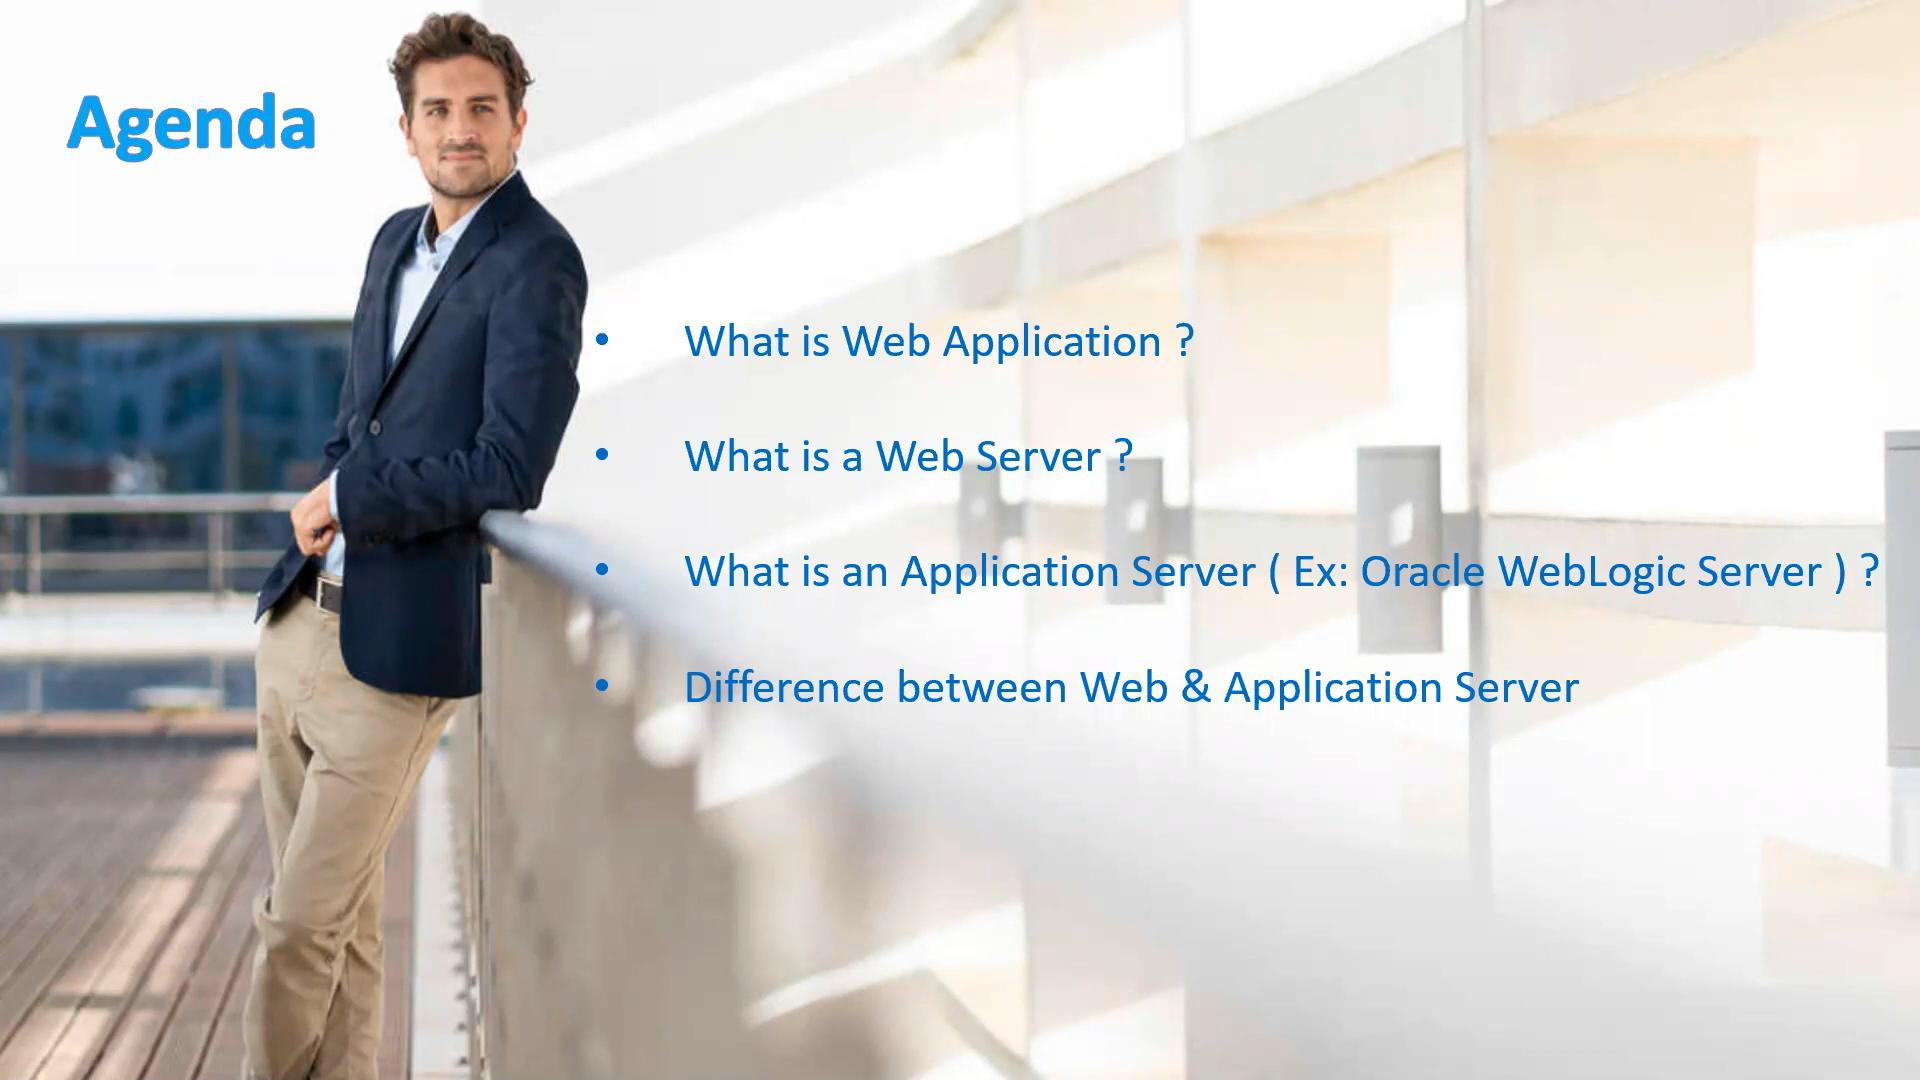 Agenda
• What is Web Application ?
• What is a Web Server ?
• What is an Application Server ( Ex: Oracle WebLogic Server ) ?
• Difference between Web & Application Server